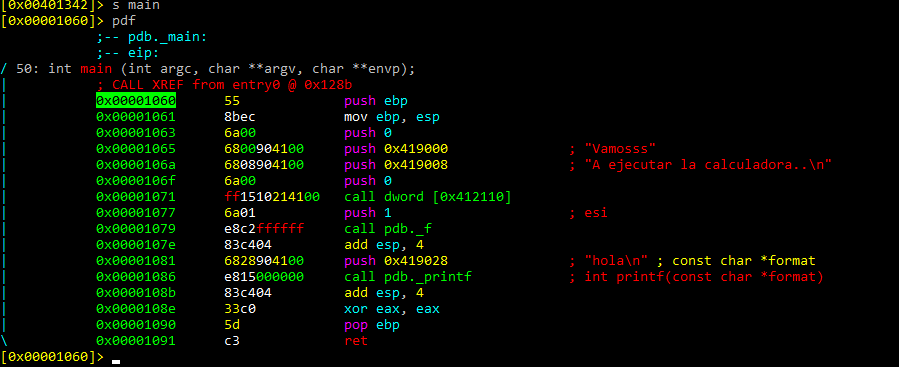 [0x00401342]> s main
[0x00001060]> pdf
;-- pdb._main:
;-- eip:
/ 50: int main (int argc, char **argv, char **envp);
| ; CALL XREF from entry0 @ 0x128b
| 0x00001060 55 push ebp
| 0x00001061 8bec mov ebp, esp
| 0x00001063 6a00 push 0
| 0x00001065 6800904100 push 0x419000 ; "Vamosss"
| 0x0000106a 6808904100 push 0x419008 ; "A ejecutar la calculadora..\n"
| 0x0000106f 6a00 push 0
| 0x00001071 ff1510214100 call dword [0x412110]
| 0x00001077 6a01 push 1 ; esi
| 0x00001079 e8c2ffffff call pdb._f
| 0x0000107e 83c404 add esp, 4
| 0x00001081 6828904100 push 0x419028 ; "hola\n" ; const char *format
| 0x00001086 e815000000 call pdb._printf ; int printf(const char *format)
| 0x0000108b 83c404 add esp, 4
| 0x0000108e 33c0 xor eax, eax
| 0x00001090 5d pop ebp
\ 0x00001091 c3 ret
[0x00001060]>